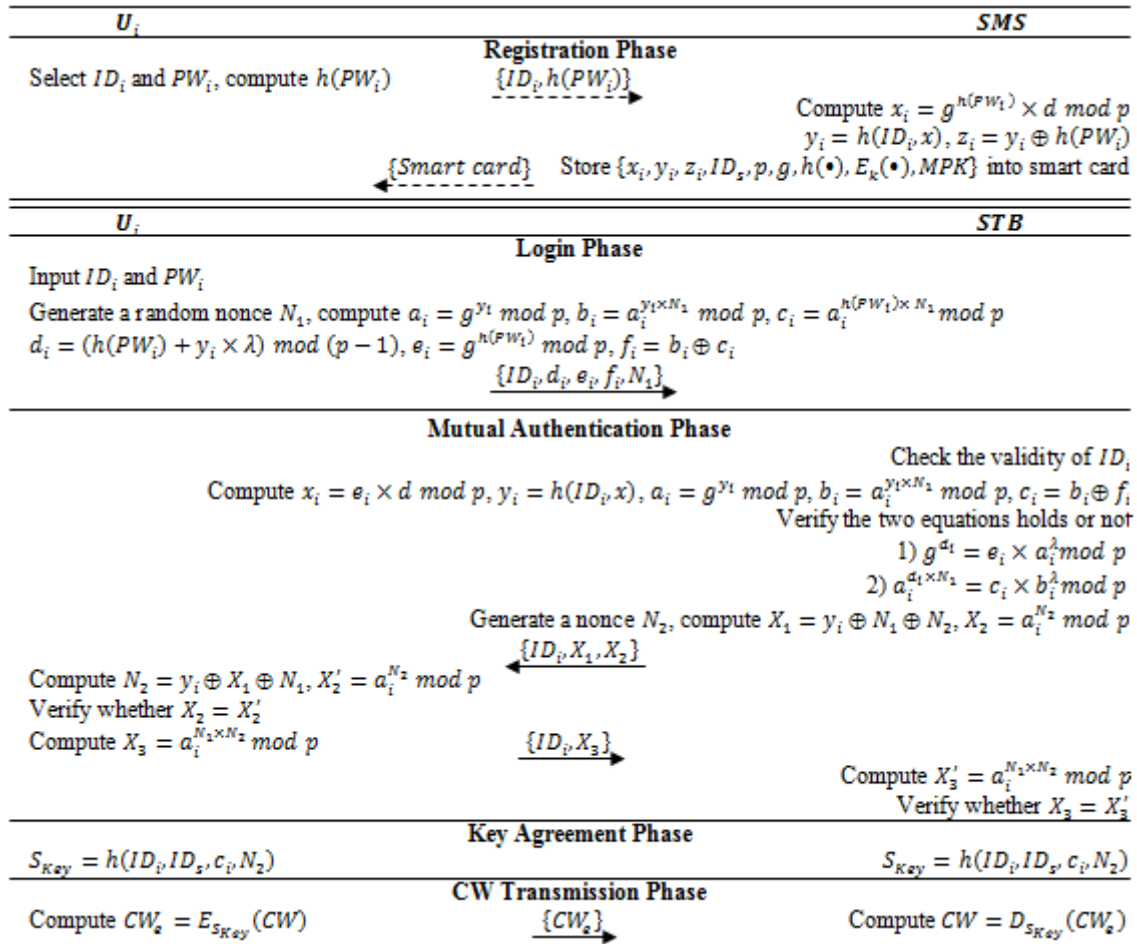 U_i SMS
Registration Phase
Select ID_i and PW_i, compute h(PW_i) {ID_i, h(PW_i)}
Compute x_i = g^{h(PW_i)} × d mod p
y_i = h(ID_i, x), z_i = y_i ⊕ h(PW_i)
{Smart card} Store {x_i, y_i, z_i, ID_s, p, g, h(•), E_k(•), MPK} into smart card
U_i STB
Login Phase
Input ID_i and PW_i
Generate a random nonce N_1, compute a_i = g^{y_i} mod p, b_i = a_i^{y_i×N_1} mod p, c_i = a_i^{h(PW_i)×N_1} mod p
d_i = (h(PW_i) + y_i × λ) mod (p − 1), e_i = g^{h(PW_i)} mod p, f_i = b_i ⊕ c_i
{ID_i, d_i, e_i, f_i, N_1}
Mutual Authentication Phase
Check the validity of ID_i
Compute x_i = e_i × d mod p, y_i = h(ID_i, x), a_i = g^{y_i} mod p, b_i = a_i^{y_i×N_1} mod p, c_i = b_i ⊕ f_i
Verify the two equations holds or not
1) g^{d_i} = e_i × a_i^λ mod p
2) a_i^{d_i×N_1} = c_i × b_i^λ mod p
Generate a nonce N_2, compute X_1 = y_i ⊕ N_1 ⊕ N_2, X_2 = a_i^{N_2} mod p
{ID_i, X_1, X_2}
Compute N_2 = y_i ⊕ X_1 ⊕ N_1, X_2' = a_i^{N_2} mod p
Verify whether X_2 = X_2'
Compute X_3 = a_i^{N_1×N_2} mod p {ID_i, X_3}
Compute X_3' = a_i^{N_1×N_2} mod p
Verify whether X_3 = X_3'
Key Agreement Phase
S_{Key} = h(ID_i, ID_s, c_i, N_2) S_{Key} = h(ID_i, ID_s, c_i, N_2)
CW Transmission Phase
Compute CW_e = E_{S_{Key}}(CW) {CW_e} Compute CW = D_{S_{Key}}(CW_e)